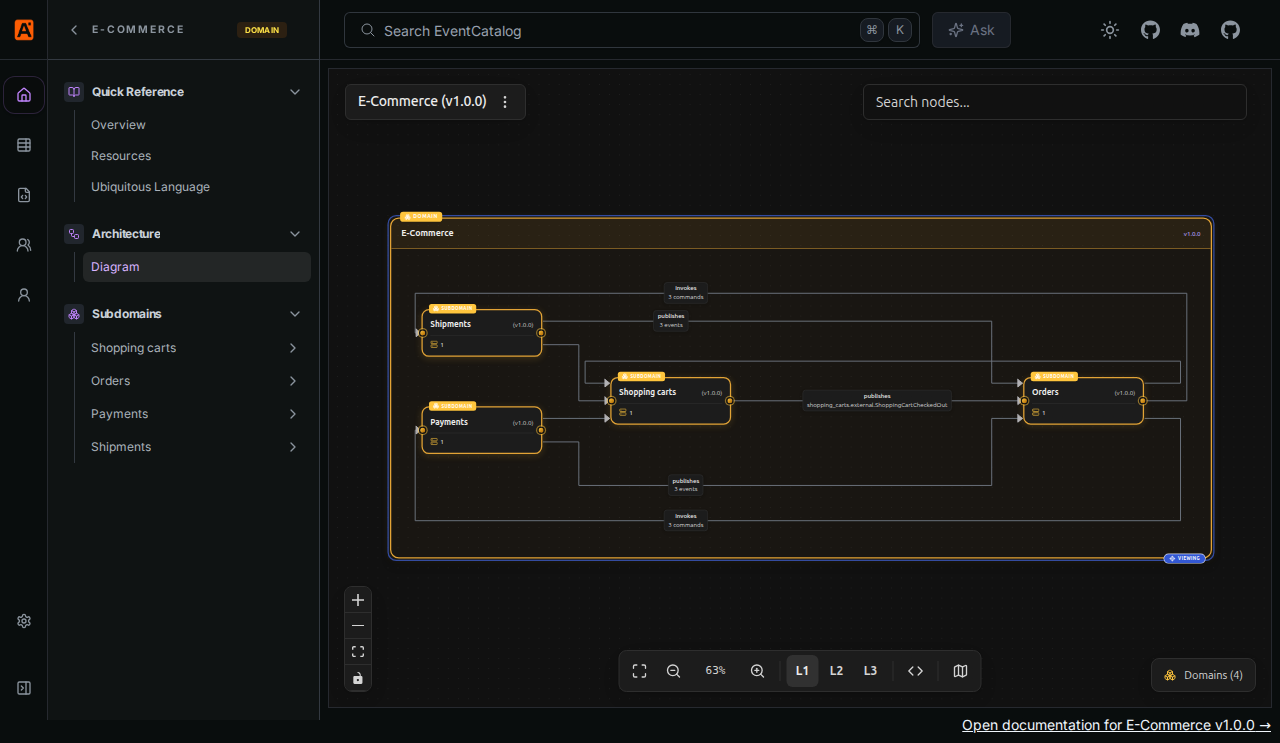 E-COMMERCE
DOMAIN
Search EventCatalog
⌘
K
Ask
Quick Reference
Overview
Resources
Ubiquitous Language
Architecture
Diagram
Subdomains
Shopping carts
Orders
Payments
Shipments
E-Commerce (v1.0.0)
Search nodes...
DOMAIN
E-Commerce
v1.0.0
invokes
3 commands
publishes
3 events
SUBDOMAIN
Shipments
(v1.0.0)
1
SUBDOMAIN
Shopping carts
(v1.0.0)
1
publishes
shopping_carts.external.ShoppingCartCheckedOut
SUBDOMAIN
Orders
(v1.0.0)
1
SUBDOMAIN
Payments
(v1.0.0)
1
publishes
3 events
invokes
3 commands
VIEWING
63%
L1
L2
L3
Domains (4)
Open documentation for E-Commerce v1.0.0 →